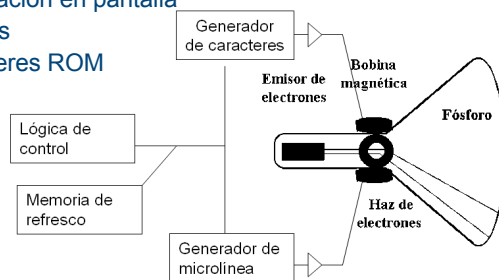 en pantalla
s
eres ROM
Generador
de caracteres
Bobina
magnética
Emisor de
electrones
Fósforo
Lógica de
control
Memoria de
refresco
Haz de
electrones
Generador de
microlínea